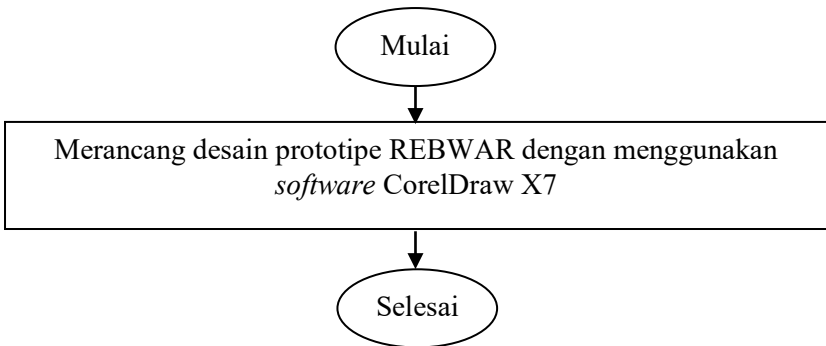 Mulai
Merancang desain prototipe REBWAR dengan menggunakan
software CorelDraw X7
Selesai